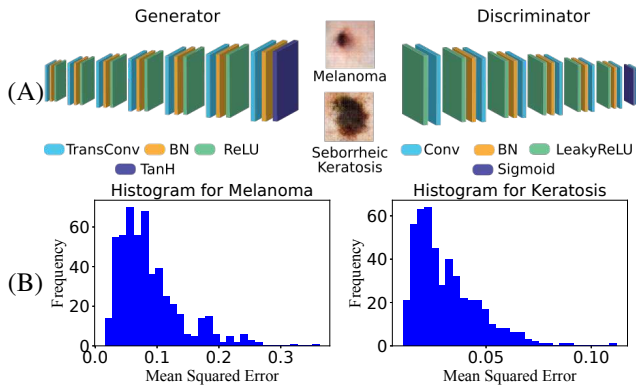 Generator
Discriminator
(A)
Melanoma
Seborrheic
Keratosis
TransConv BN ReLU
TanH
Conv BN LeakyReLU
Sigmoid
(B)
Histogram for Melanoma
Frequency
60
40
20
0
0.0 0.1 0.2 0.3
Mean Squared Error
Histogram for Keratosis
Frequency
60
40
20
0
0.05 0.10
Mean Squared Error